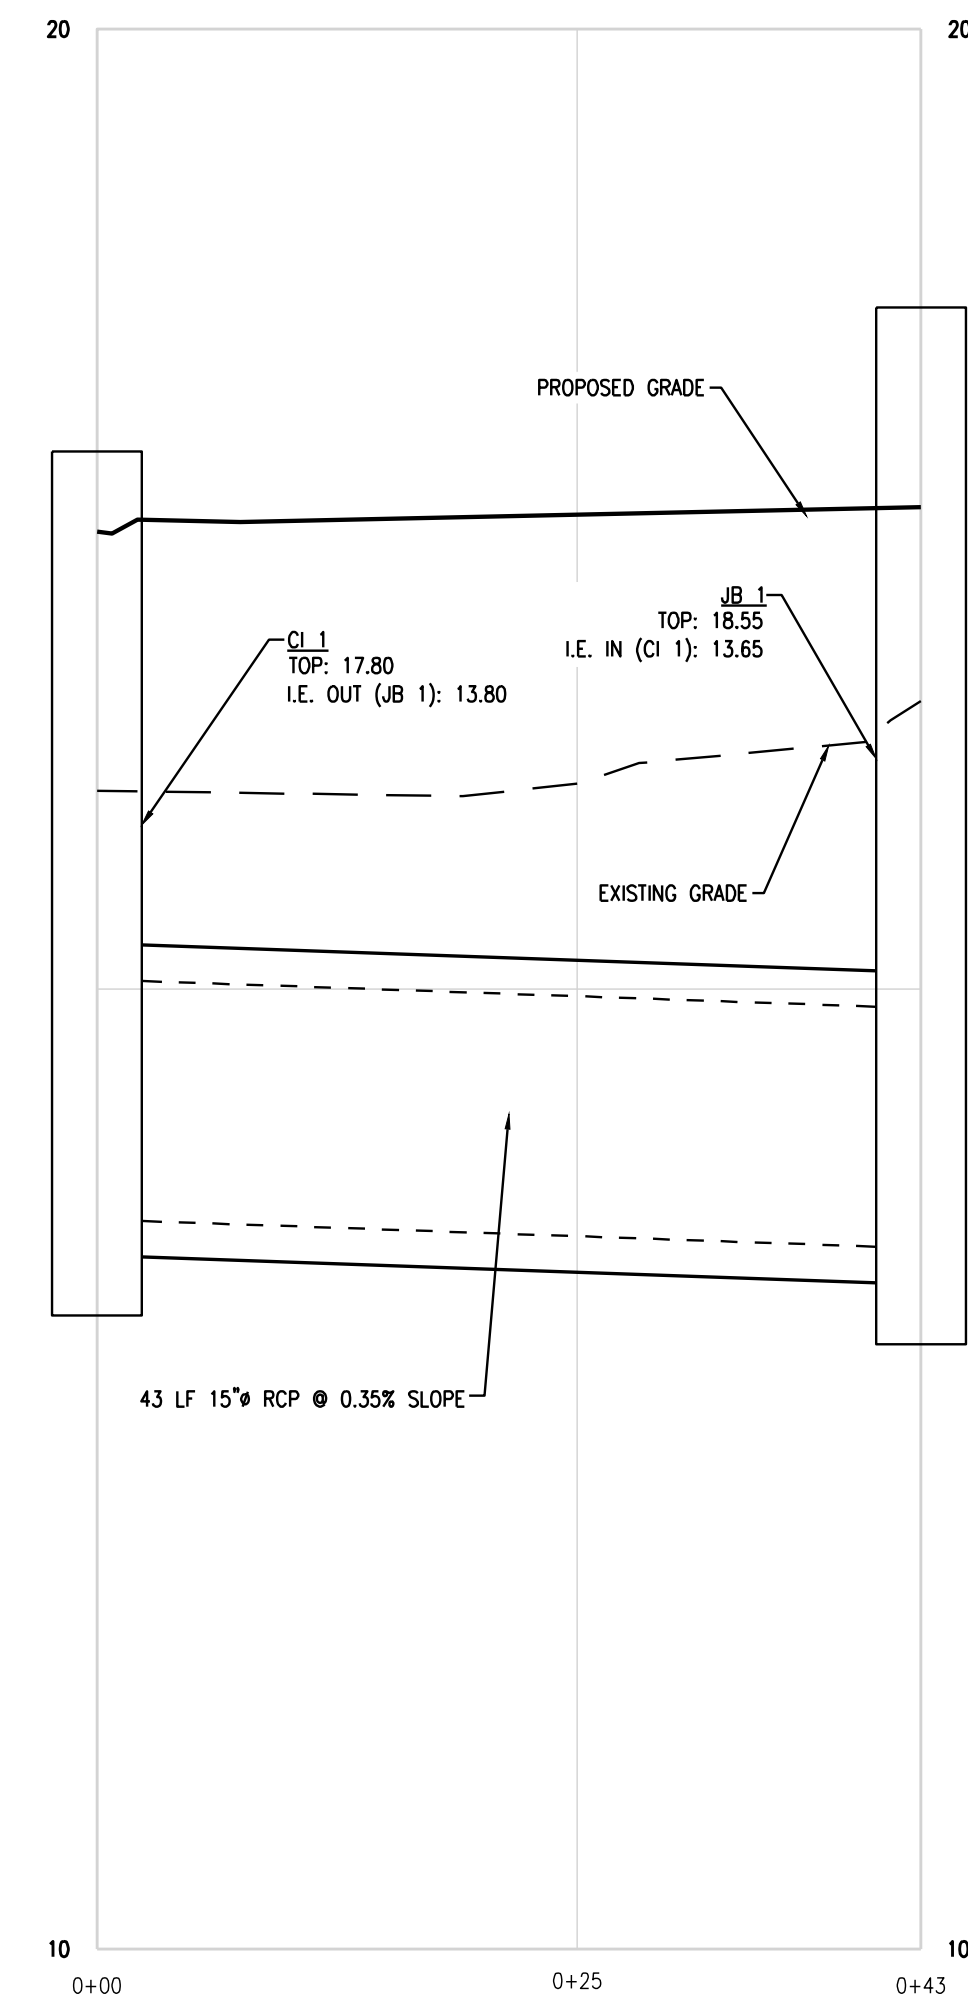 20
20
PROPOSED GRADE
JB 1
TOP: 18.55
I.E. IN (CI 1): 13.65
CI 1
TOP: 17.80
I.E. OUT (JB 1): 13.80
EXISTING GRADE
43 LF 15"ø RCP @ 0.35% SLOPE
10
10
0+00
0+25
0+43